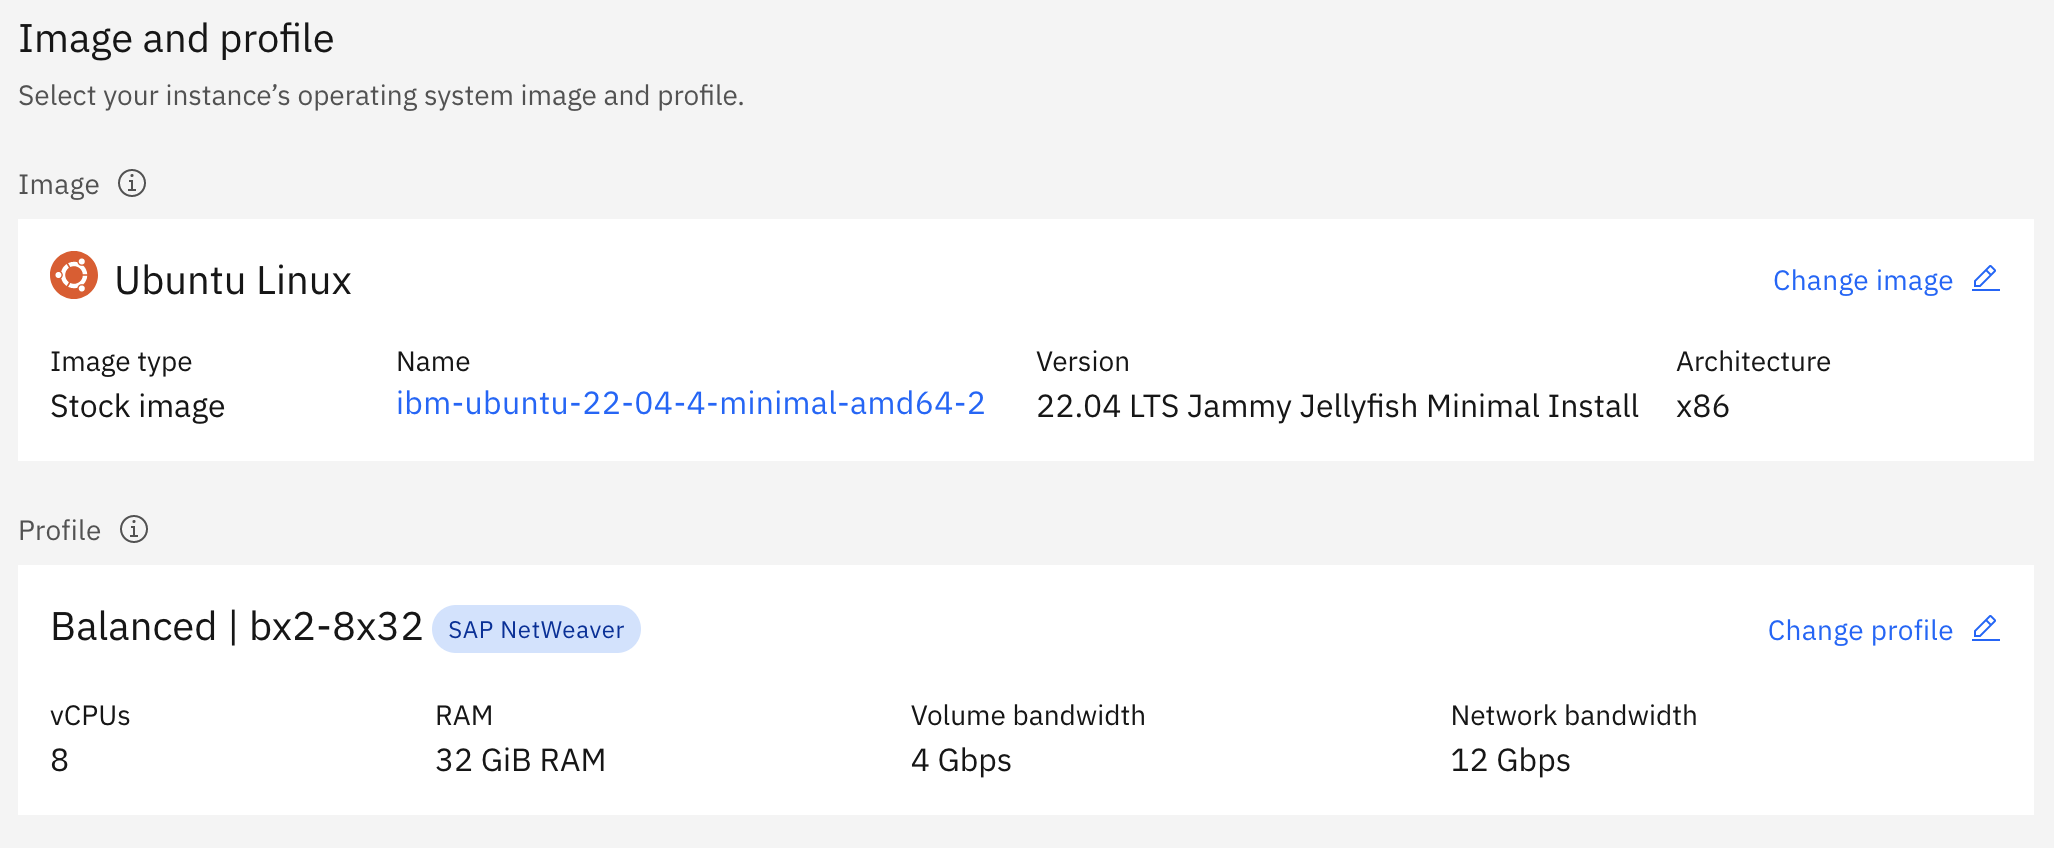 Image and profile
Select your instance’s operating system image and profile.
Image
Ubuntu Linux
Change image
Image type
Name
Version
Architecture
Stock image
ibm-ubuntu-22-04-4-minimal-amd64-2
22.04 LTS Jammy Jellyfish Minimal Install
x86
Profile
Balanced | bx2-8x32
SAP NetWeaver
Change profile
vCPUs
RAM
Volume bandwidth
Network bandwidth
8
32 GiB RAM
4 Gbps
12 Gbps